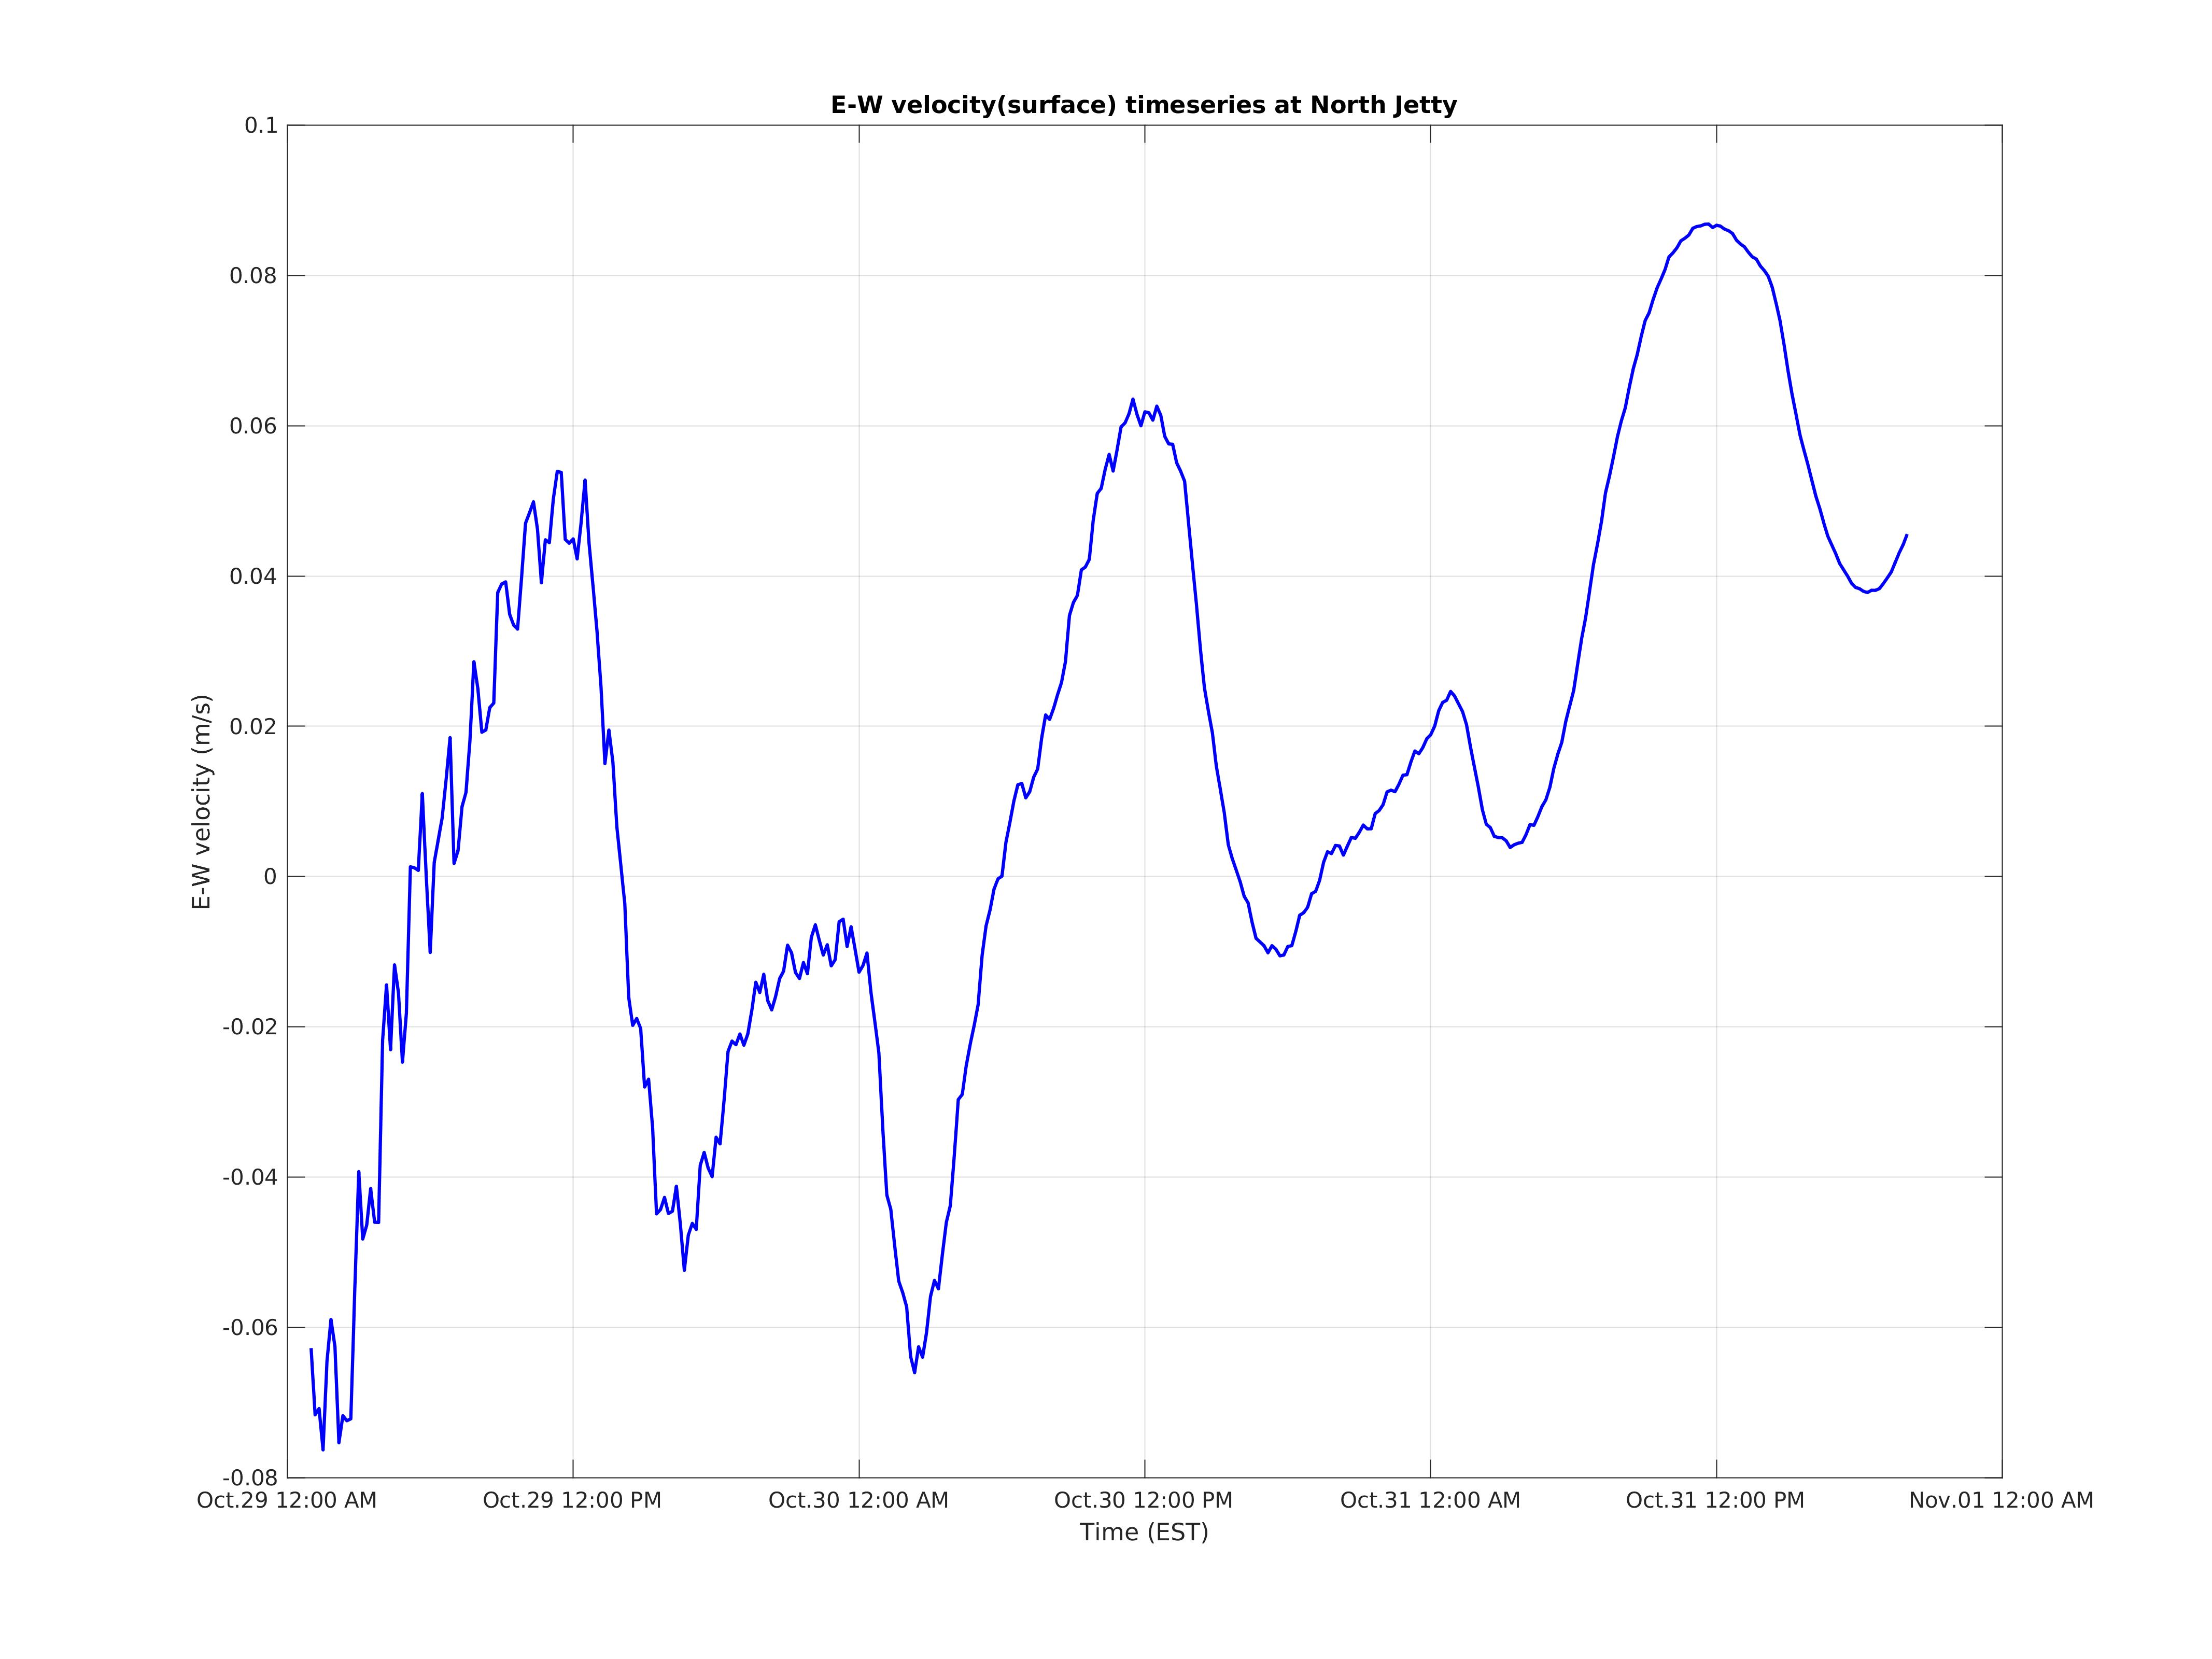 E-W velocity(surface) timeseries at North Jetty
0.1
0.08
0.06
0.04
0.02
0
-0.02
-0.04
-0.06
-0.08
E-W velocity (m/s)
Oct.29 12:00 AM Oct.29 12:00 PM Oct.30 12:00 AM Oct.30 12:00 PM Oct.31 12:00 AM Oct.31 12:00 PM Nov.01 12:00 AM
Time (EST)